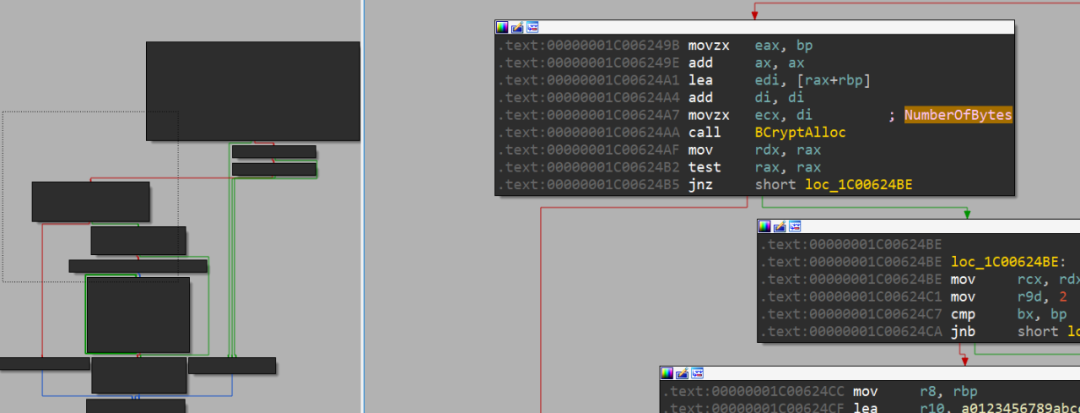 .text:00000001C006249B movzx eax, bp
.text:00000001C006249E add ax, ax
.text:00000001C00624A1 lea edi, [rax+rbp]
.text:00000001C00624A4 add di, di
.text:00000001C00624A7 movzx ecx, di ; NumberOfBytes
.text:00000001C00624AA call BCryptAlloc
.text:00000001C00624AF mov rdx, rax
.text:00000001C00624B2 test rax, rax
.text:00000001C00624B5 jnz short loc_1C00624BE
.text:00000001C00624BE
.text:00000001C00624BE loc_1C00624BE:
.text:00000001C00624BE mov rcx, rdx
.text:00000001C00624C1 mov r9d, 2
.text:00000001C00624C7 cmp bx, bp
.text:00000001C00624CA jnb short lo
.text:00000001C00624CC mov r8, rbp
.text:00000001C00624CF lea r10, a0123456789abc